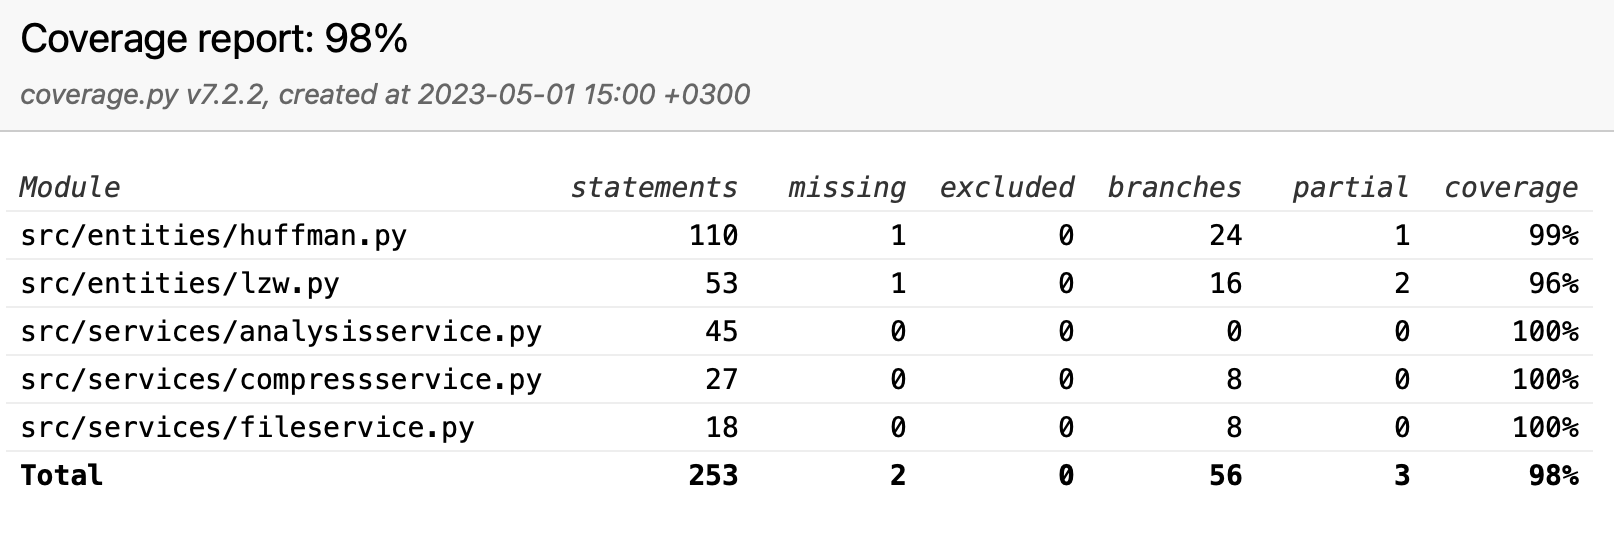 Coverage report: 98%
coverage.py v7.2.2, created at 2023-05-01 15:00 +0300
Module statements missing excluded branches partial coverage
src/entities/huffman.py 110 1 0 24 1 99%
src/entities/lzw.py 53 1 0 16 2 96%
src/services/analysisservice.py 45 0 0 0 0 100%
src/services/compressservice.py 27 0 0 8 0 100%
src/services/fileservice.py 18 0 0 8 0 100%
Total 253 2 0 56 3 98%